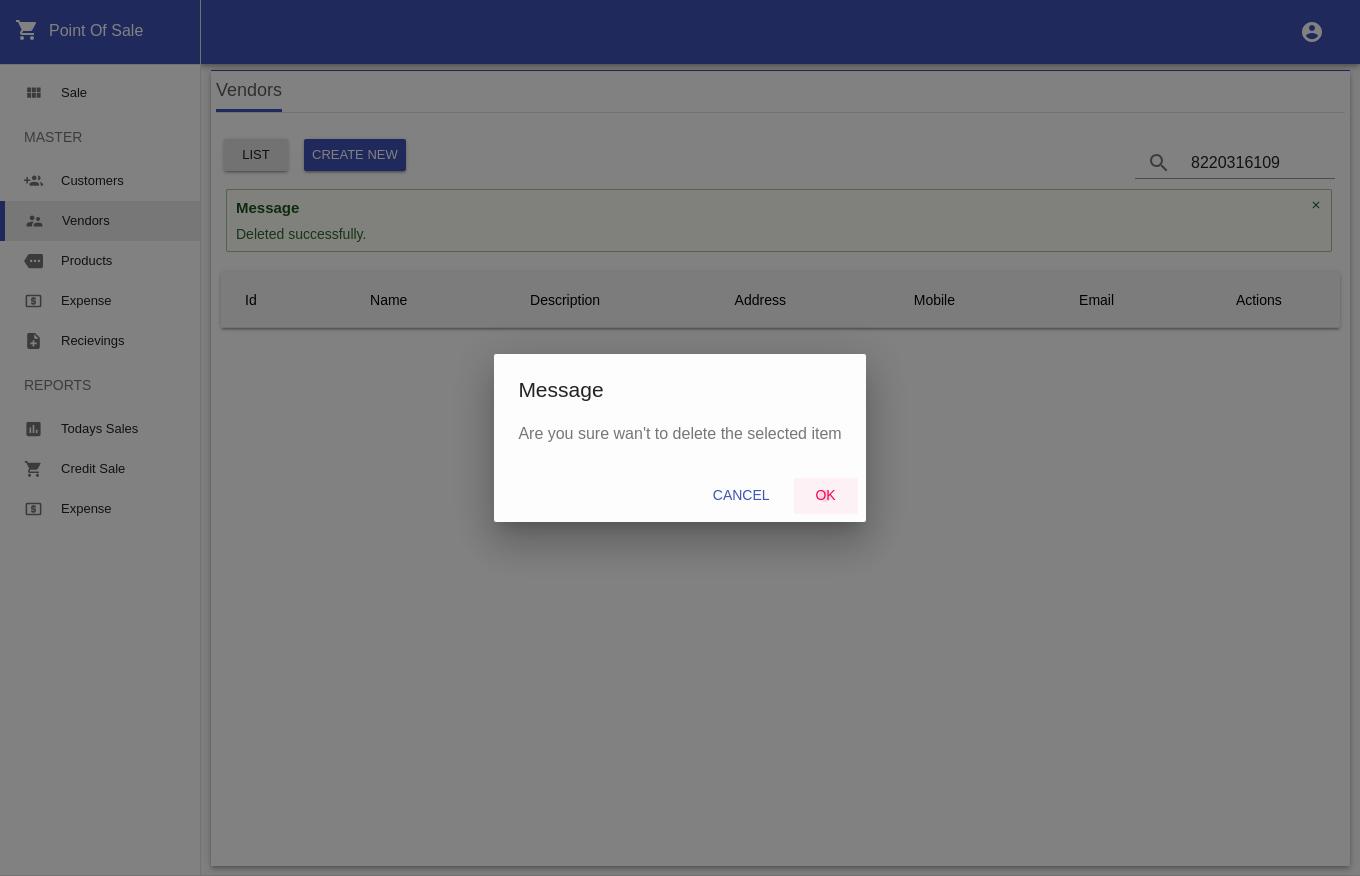 Point Of Sale
Sale
MASTER
Customers
Vendors
Products
Expense
Recievings
REPORTS
Todays Sales
Credit Sale
Expense
Vendors
LIST
CREATE NEW
8220316109
Message
×
Deleted successfully.
Id Name Description Address Mobile Email Actions
Message
Are you sure wan't to delete the selected item
CANCEL
OK